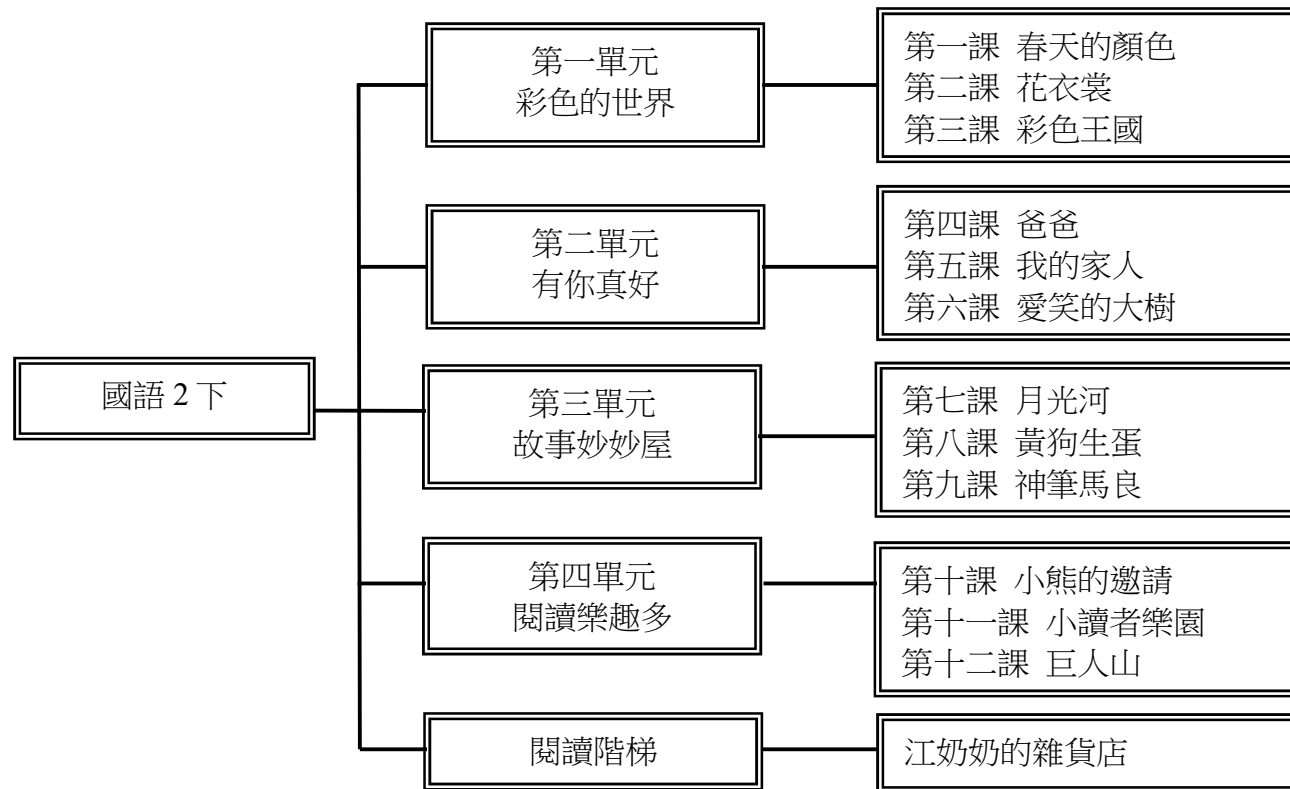 國語 2 下
第一單元
彩色的世界
第一課 春天的顏色
第二課 花衣裳
第三課 彩色王國
第二單元
有你真好
第四課 爸爸
第五課 我的家人
第六課 愛笑的大樹
第三單元
故事妙妙屋
第七課 月光河
第八課 黃狗生蛋
第九課 神筆馬良
第四單元
閱讀樂趣多
第十課 小熊的邀請
第十一課 小讀者樂園
第十二課 巨人山
閱讀階梯
江奶奶的雜貨店